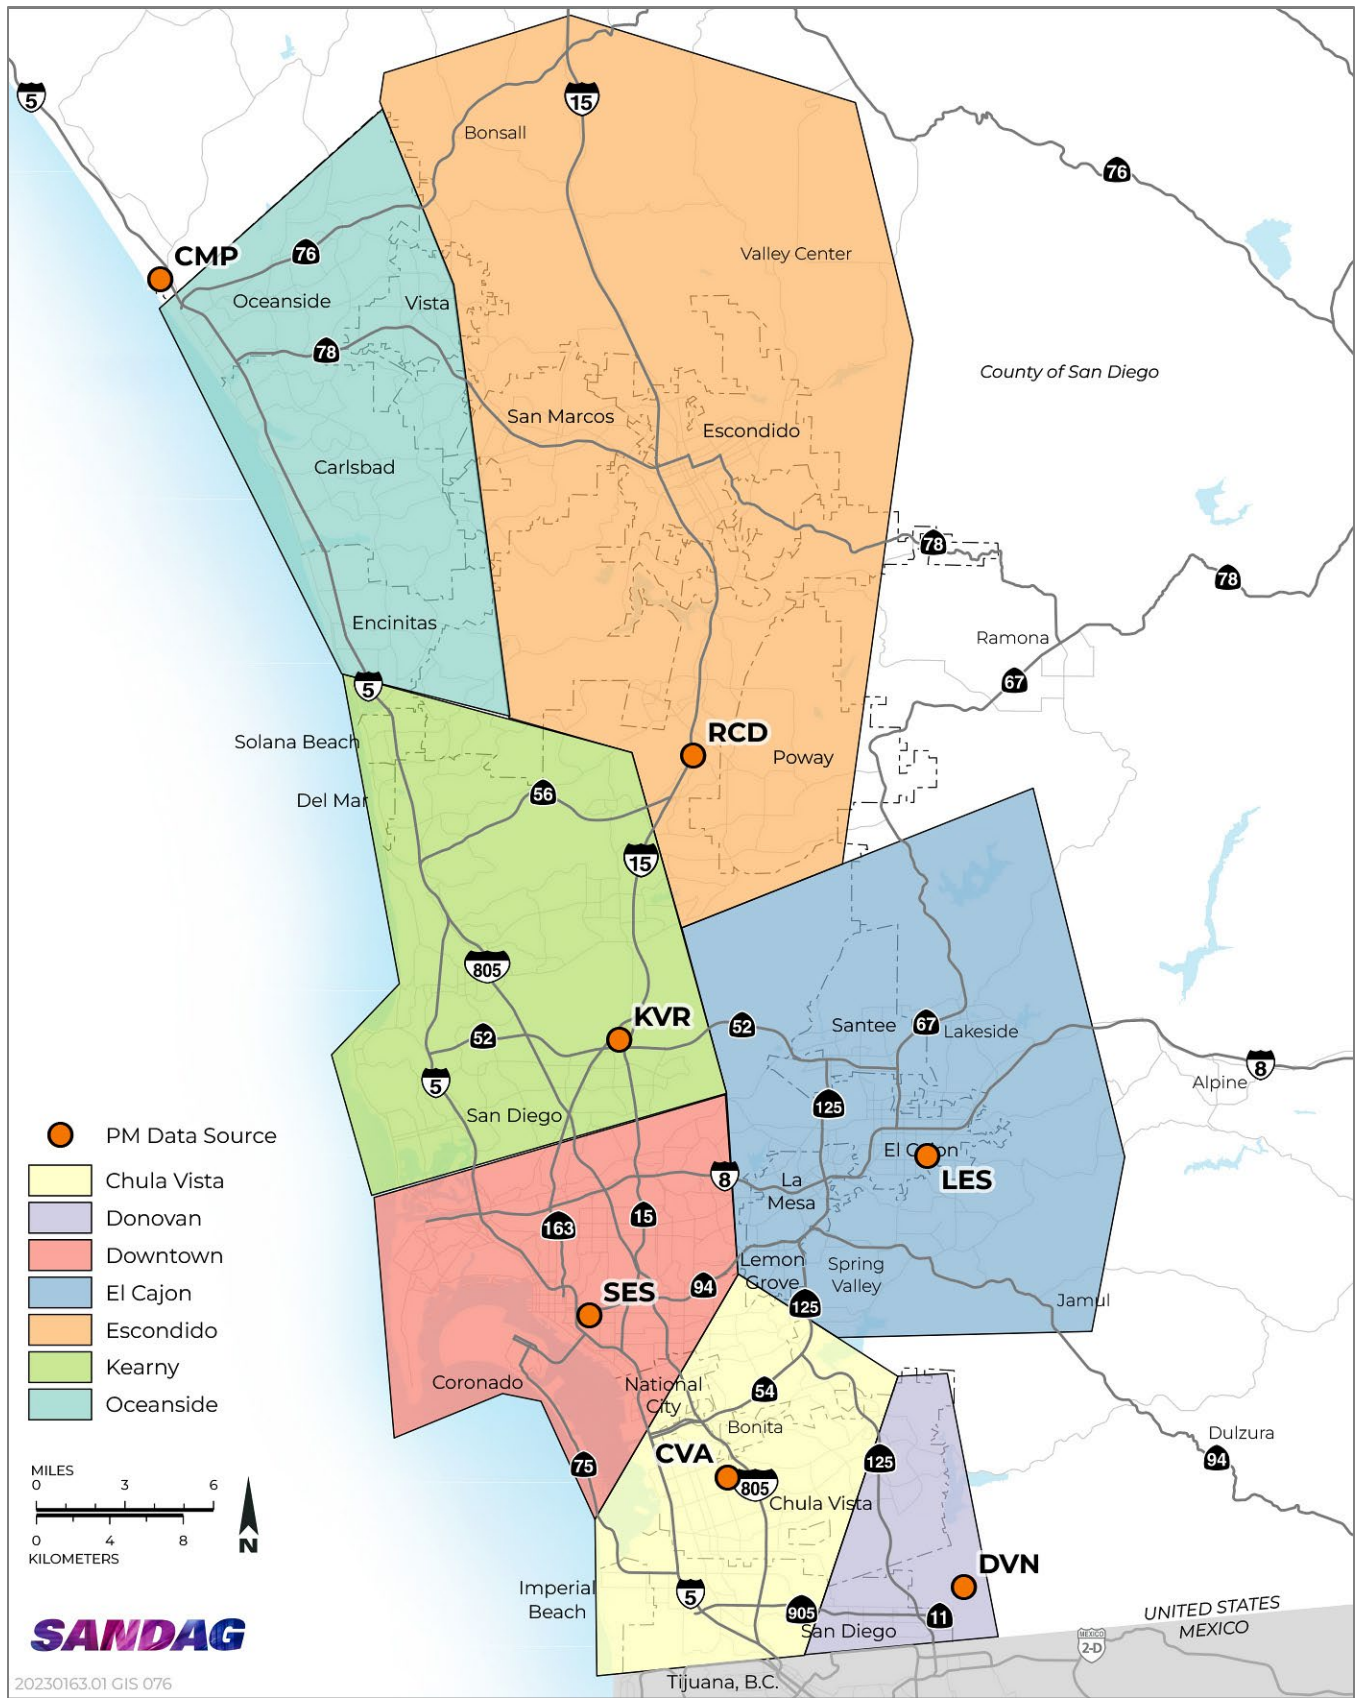 5
15
Bonsall
76
CMP
76
Valley Center
Oceanside
Vista
78
County of San Diego
San Marcos
Escondido
Carlsbad
78
78
Encinitas
Ramona
5
67
RCD
Solana Beach
Poway
56
Del Mar
15
805
KVR
52
52
Santee
67
Lakeside
5
8
Alpine
125
San Diego
PM Data Source
El Cajon
LES
8
La
Mesa
Chula Vista
Donovan
Downtown
El Cajon
Escondido
Kearny
Oceanside
163
15
Lemon
Grove
Spring
Valley
94
SES
125
Jamul
Coronado
National
City
54
Bonita
Dulzura
94
CVA
125
75
805
Chula Vista
MILES
0 3 6
0 4 8
KILOMETERS
N
DVN
Imperial
Beach
5
905
11
San Diego
UNITED STATES
MEXICO
MEXICO
2-D
SANDAG
20230163.01 GIS 076
Tijuana, B.C.